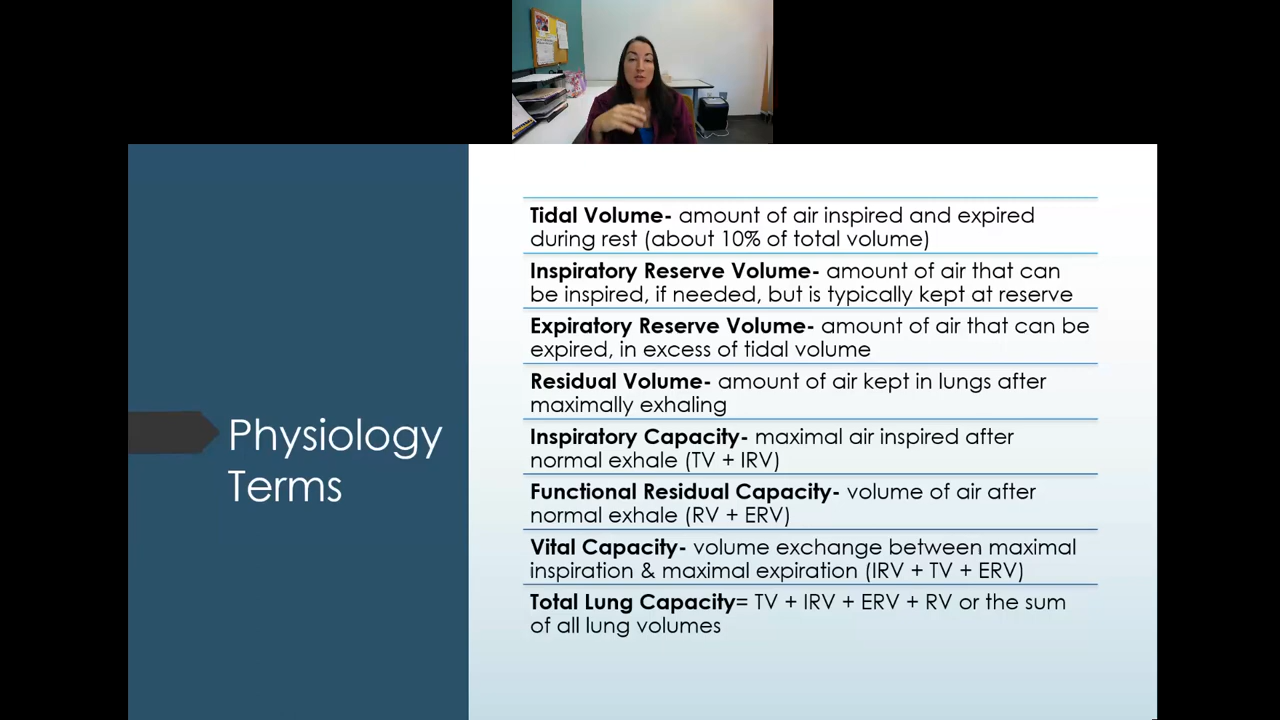 Physiology
Terms
Tidal Volume- amount of air inspired and expired
during rest (about 10% of total volume)
Inspiratory Reserve Volume- amount of air that can
be inspired, if needed, but is typically kept at reserve
Expiratory Reserve Volume- amount of air that can be
expired, in excess of tidal volume
Residual Volume- amount of air kept in lungs after
maximally exhaling
Inspiratory Capacity- maximal air inspired after
normal exhale (TV + IRV)
Functional Residual Capacity- volume of air after
normal exhale (RV + ERV)
Vital Capacity- volume exchange between maximal
inspiration & maximal expiration (IRV + TV + ERV)
Total Lung Capacity= TV + IRV + ERV + RV or the sum
of all lung volumes